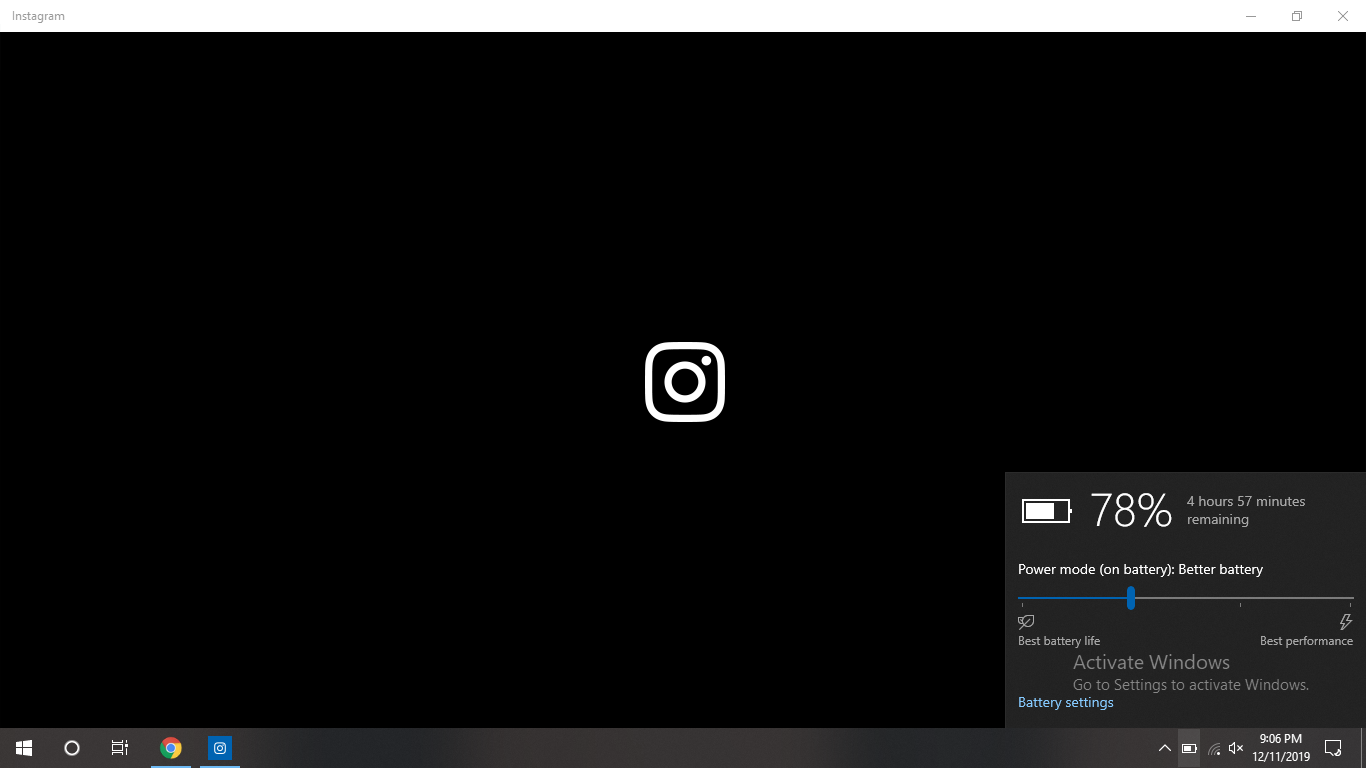 Instagram
78%
4 hours 57 minutes
remaining
Power mode (on battery): Better battery
Best battery life
Best performance
Activate Windows
Go to Settings to activate Windows.
Battery settings
9:06 PM
12/11/2019